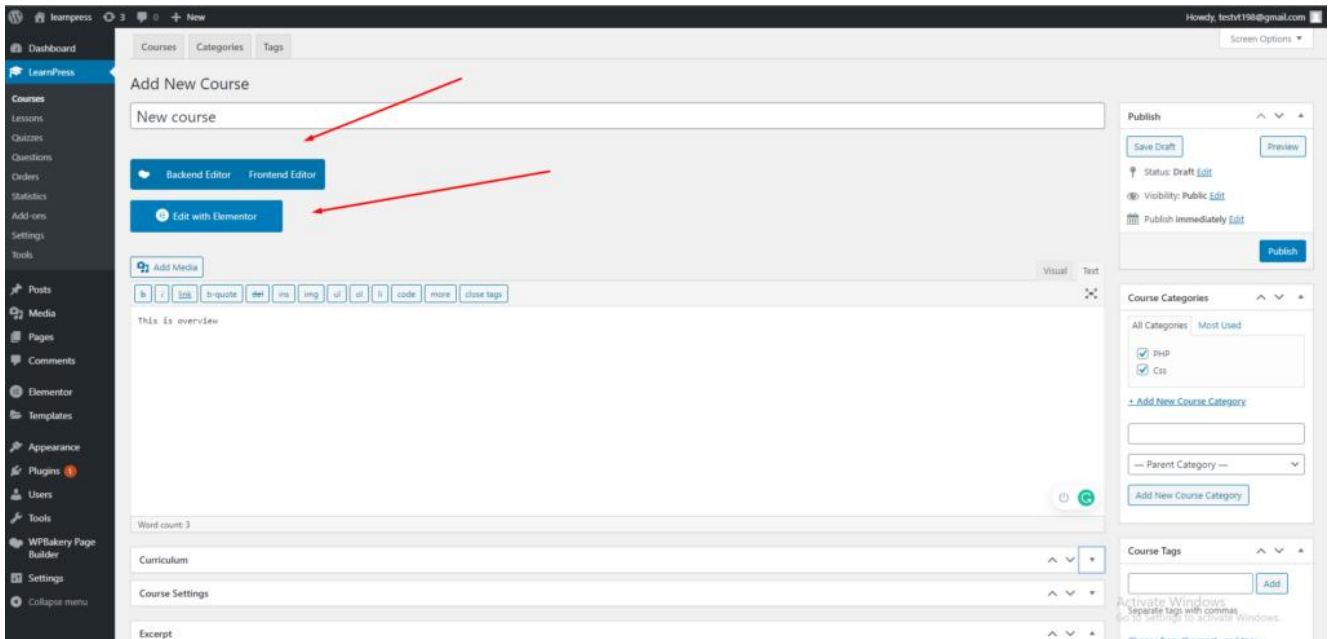 learnpress 3 0 + New
Howdy, testvt198@gmail.com
Dashboard
LearnPress
Courses
Lessons
Quizzes
Questions
Orders
Statistics
Add-ons
Settings
Tools
Posts
Media
Pages
Comments
Elementor
Templates
Appearance
Plugins 1
Users
Tools
WPBakery Page
Builder
Settings
Collapse menu
Courses Categories Tags
Screen Options
Add New Course
New course
Backend Editor Frontend Editor
Edit with Elementor
Add Media
Visual Text
b i link b-quote del ins img ul ol li code more close tags
This is overview
Word count: 3
Curriculum
Course Settings
Excerpt
Publish
Save Draft Preview
Status: Draft Edit
Visibility: Public Edit
Publish immediately Edit
Publish
Course Categories
All Categories Most Used
PHP
Css
+ Add New Course Category
— Parent Category —
Add New Course Category
Course Tags
Add
Separate tags with commas
Activate Windows
Go to Settings to activate Windows.